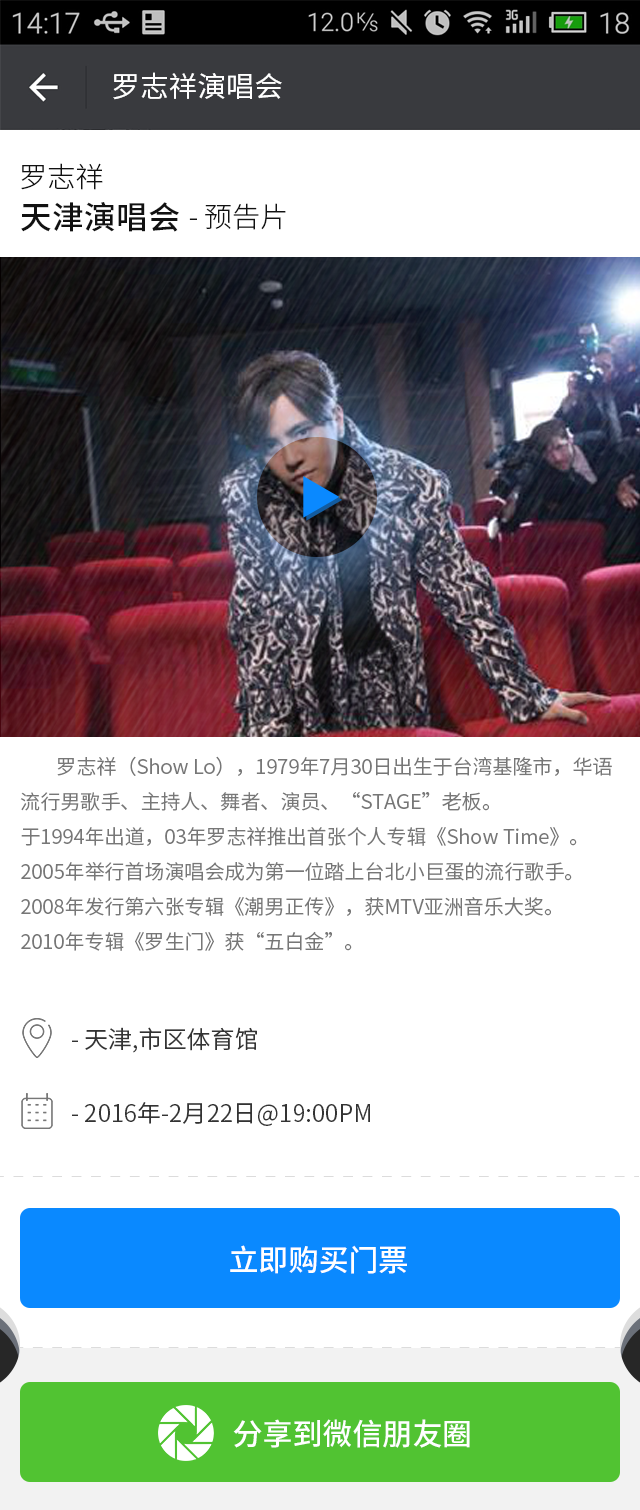 14:17
12.0K/s
3G
18
罗志祥演唱会
罗志祥
天津演唱会 - 预告片
罗志祥（Show Lo），1979年7月30日出生于台湾基隆市，华语
流行男歌手、主持人、舞者、演员、“STAGE”老板。
于1994年出道，03年罗志祥推出首张个人专辑《Show Time》。
2005年举行首场演唱会成为第一位踏上台北小巨蛋的流行歌手。
2008年发行第六张专辑《潮男正传》，获MTV亚洲音乐大奖。
2010年专辑《罗生门》获“五白金”。
- 天津,市区体育馆
- 2016年-2月22日@19:00PM
立即购买门票
分享到微信朋友圈